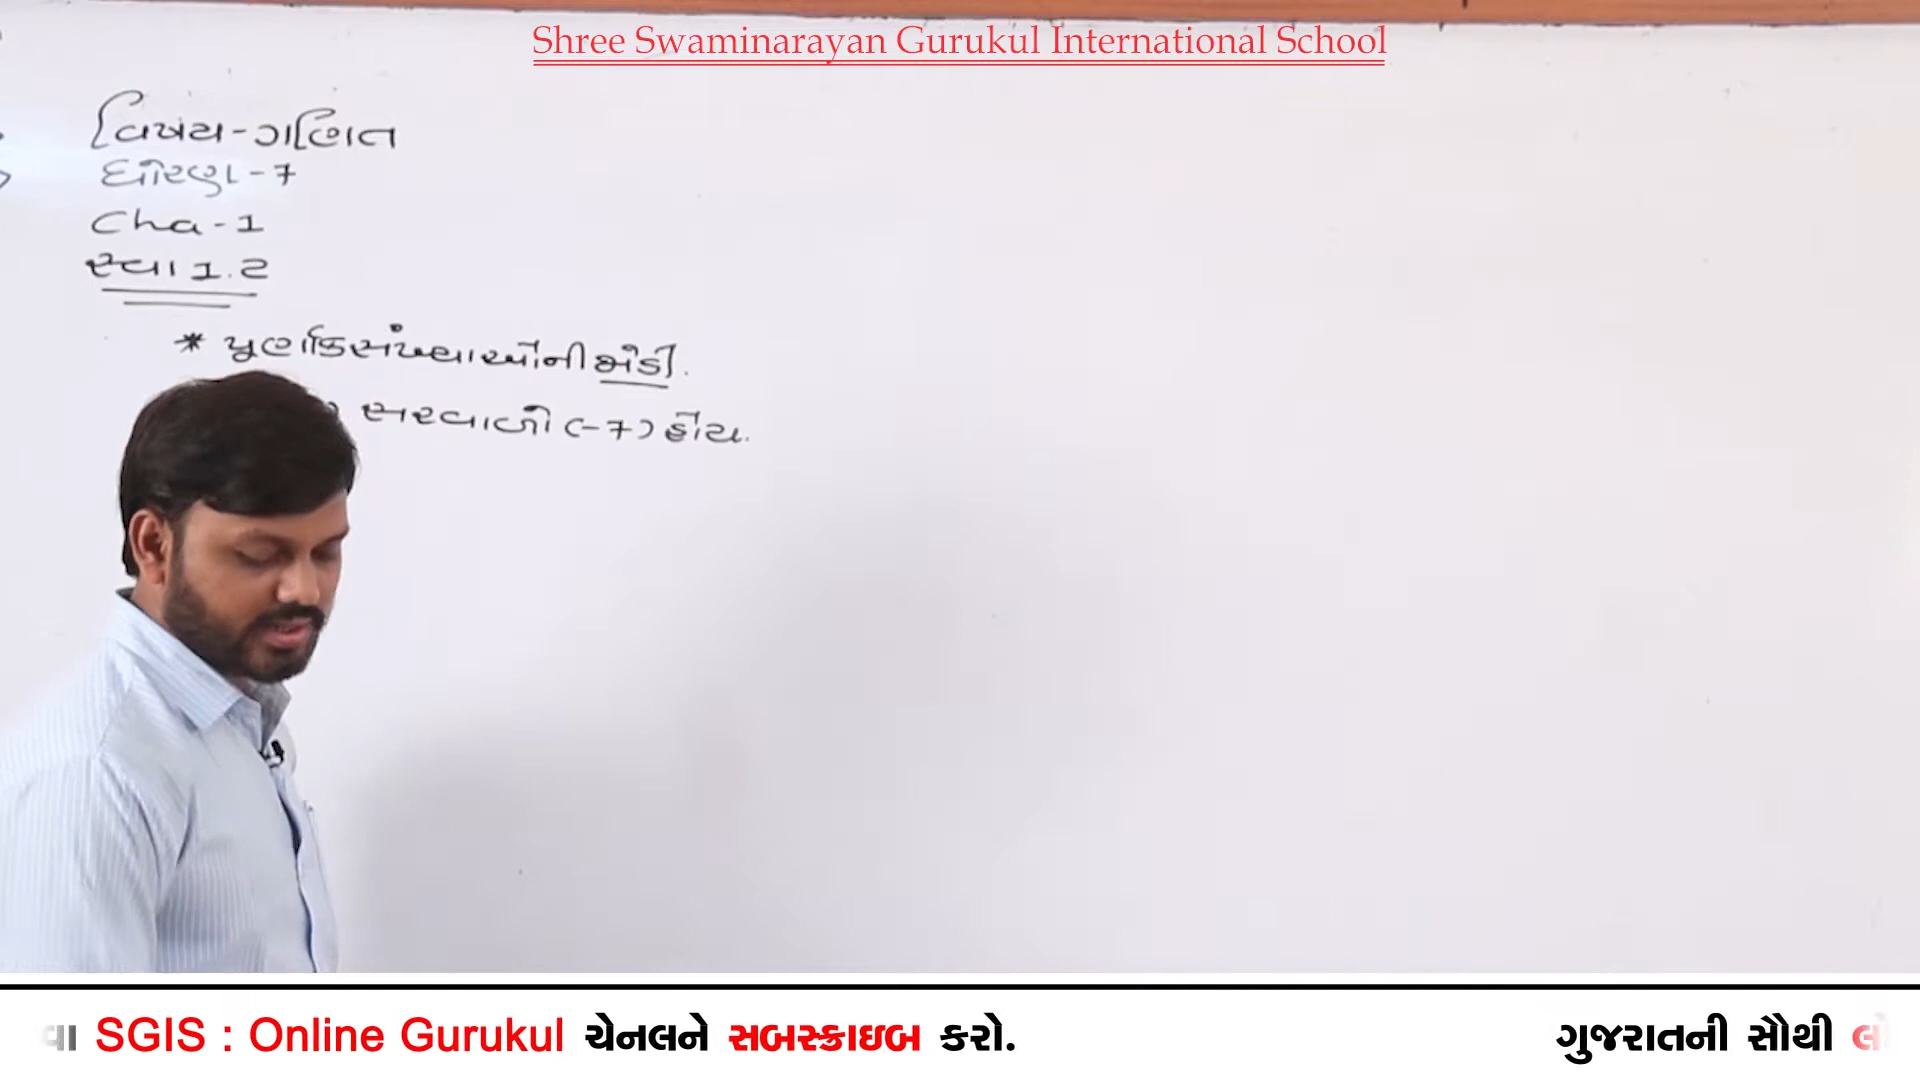 Shree Swaminarayan Gurukul International School
વિષય-ગણિત
ધોરણ-7
Cha-1
સ્વા 1.2
* પૂર્ણાંક સંખ્યાઓની જોડી.
સરવાળો (-7) હોય.
SGIS : Online Gurukul ચેનલને સબસ્ક્રાઇબ કરો. ગુજરાતની સૌથી